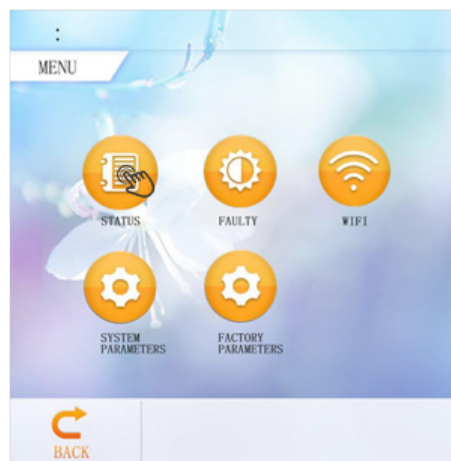 :
MENU
STATUS
FAULTY
WIFI
SYSTEM
PARAMETERS
FACTORY
PARAMETERS
BACK